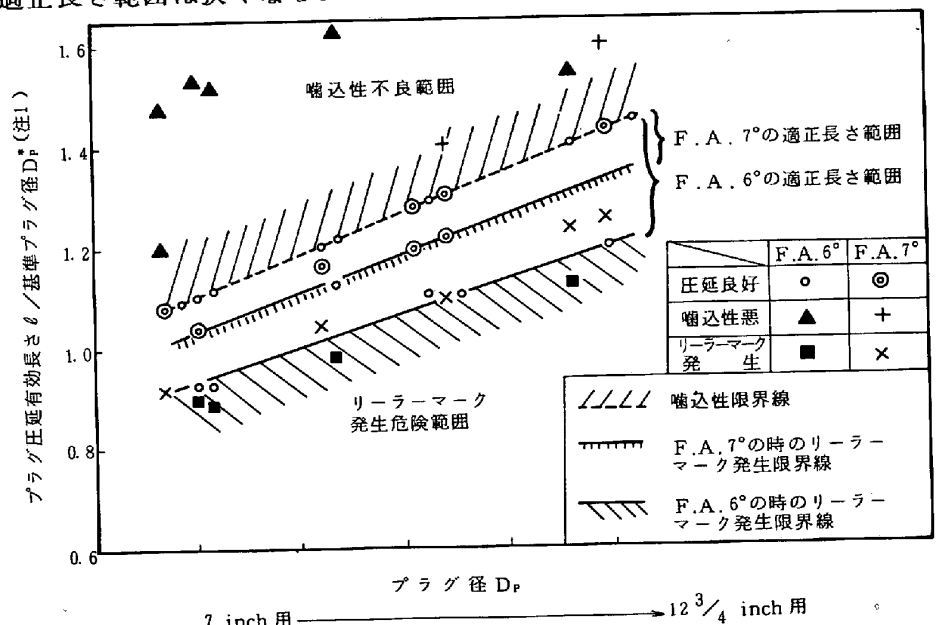 適正長さ範囲は狭くなる
1.6
1.4
1.2
1.0
0.8
0.6
プラグ圧延有効長さ ℓ／基準プラグ径Dₚ*(注1)
噛込性不良範囲
F.A.7°の適正長さ範囲
F.A.6°の適正長さ範囲
F.A.6° F.A.7°
圧延良好
噛込性悪
リーラーマーク
発 生
リーラーマーク
発生危険範囲
噛込性限界線
F.A.7°の時のリーラー
マーク発生限界線
F.A.6°の時のリーラー
マーク発生限界線
プラグ径 Dₚ
7 inch 用 12 3/4 inch 用